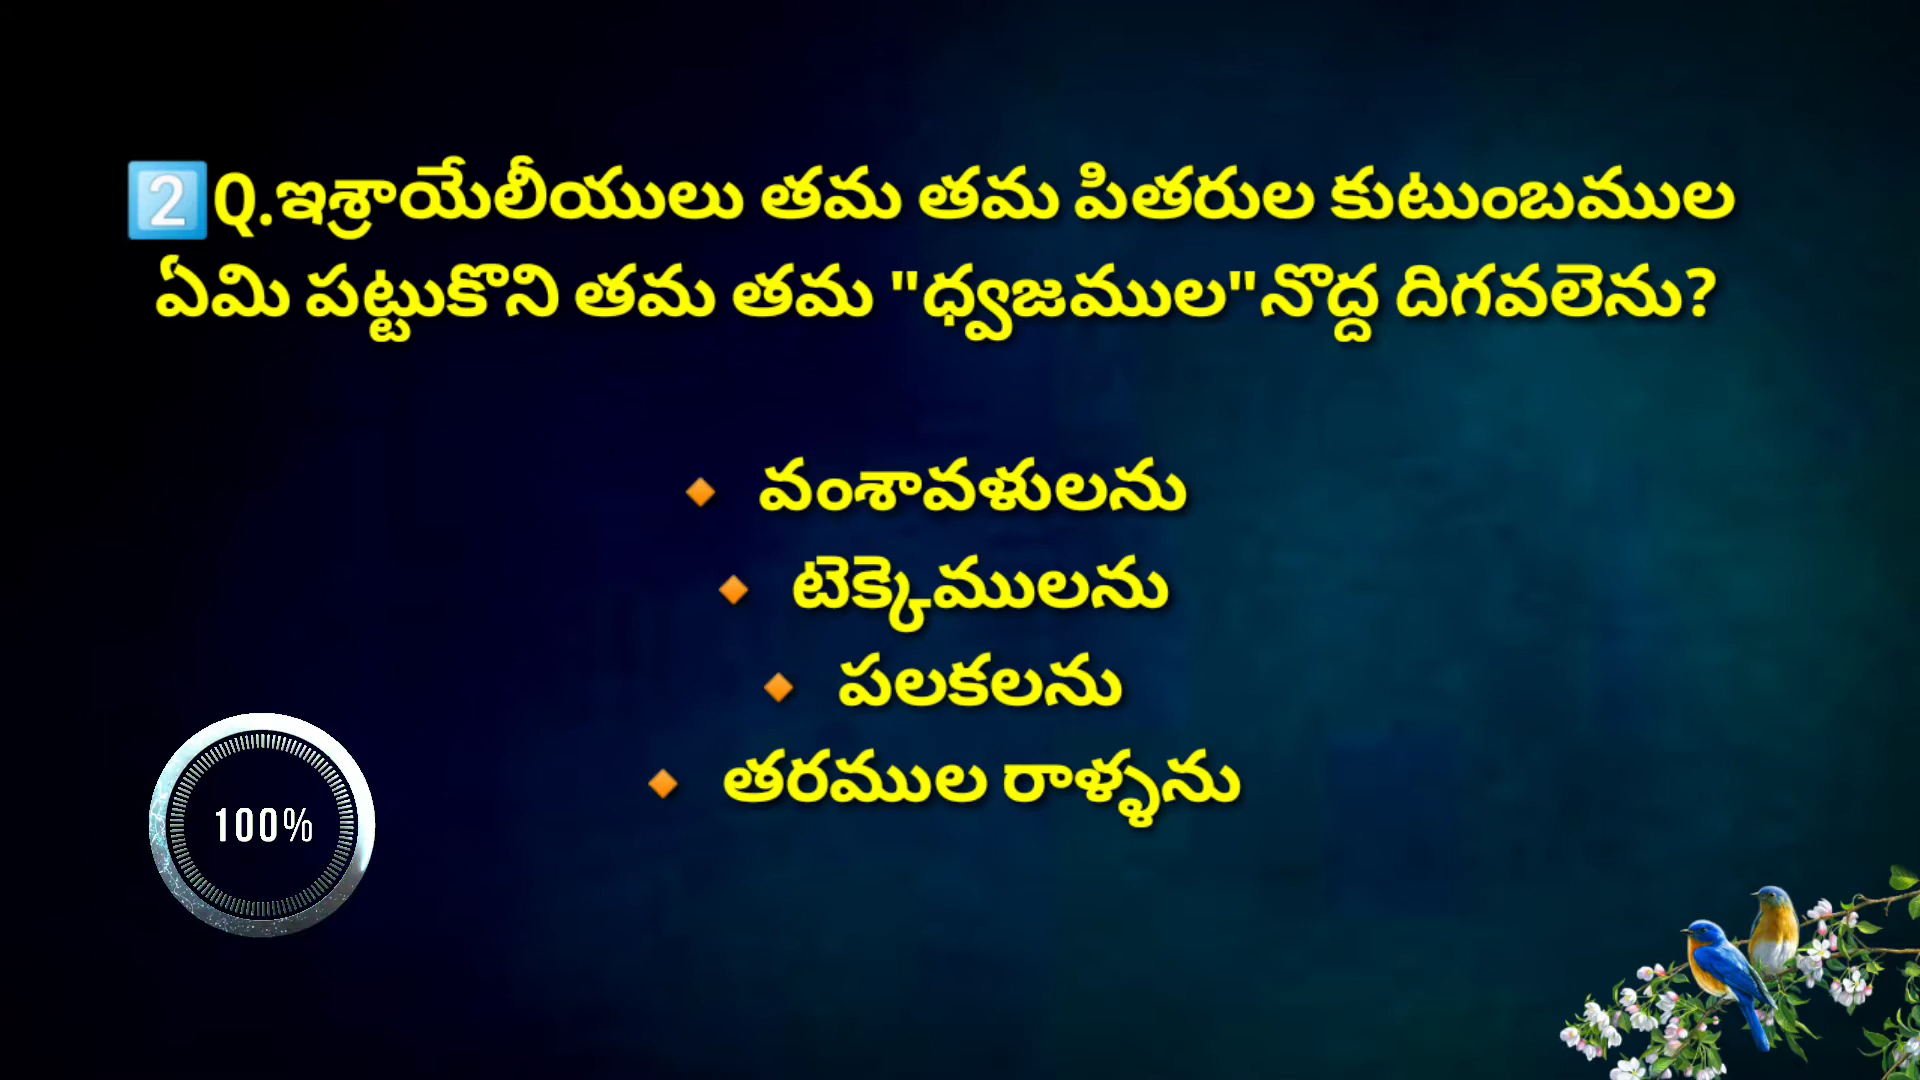 2️⃣Q.ఇశ్రాయేలీయులు తమ తమ పితరుల కుటుంబముల
ఏమి పట్టుకొని తమ తమ "ధ్వజముల"నొద్ద దిగవలెను?
🔸 వంశావళులను
🔸 టెక్కెములను
🔸 పలకలను
🔸 తరముల రాళ్ళను
100%